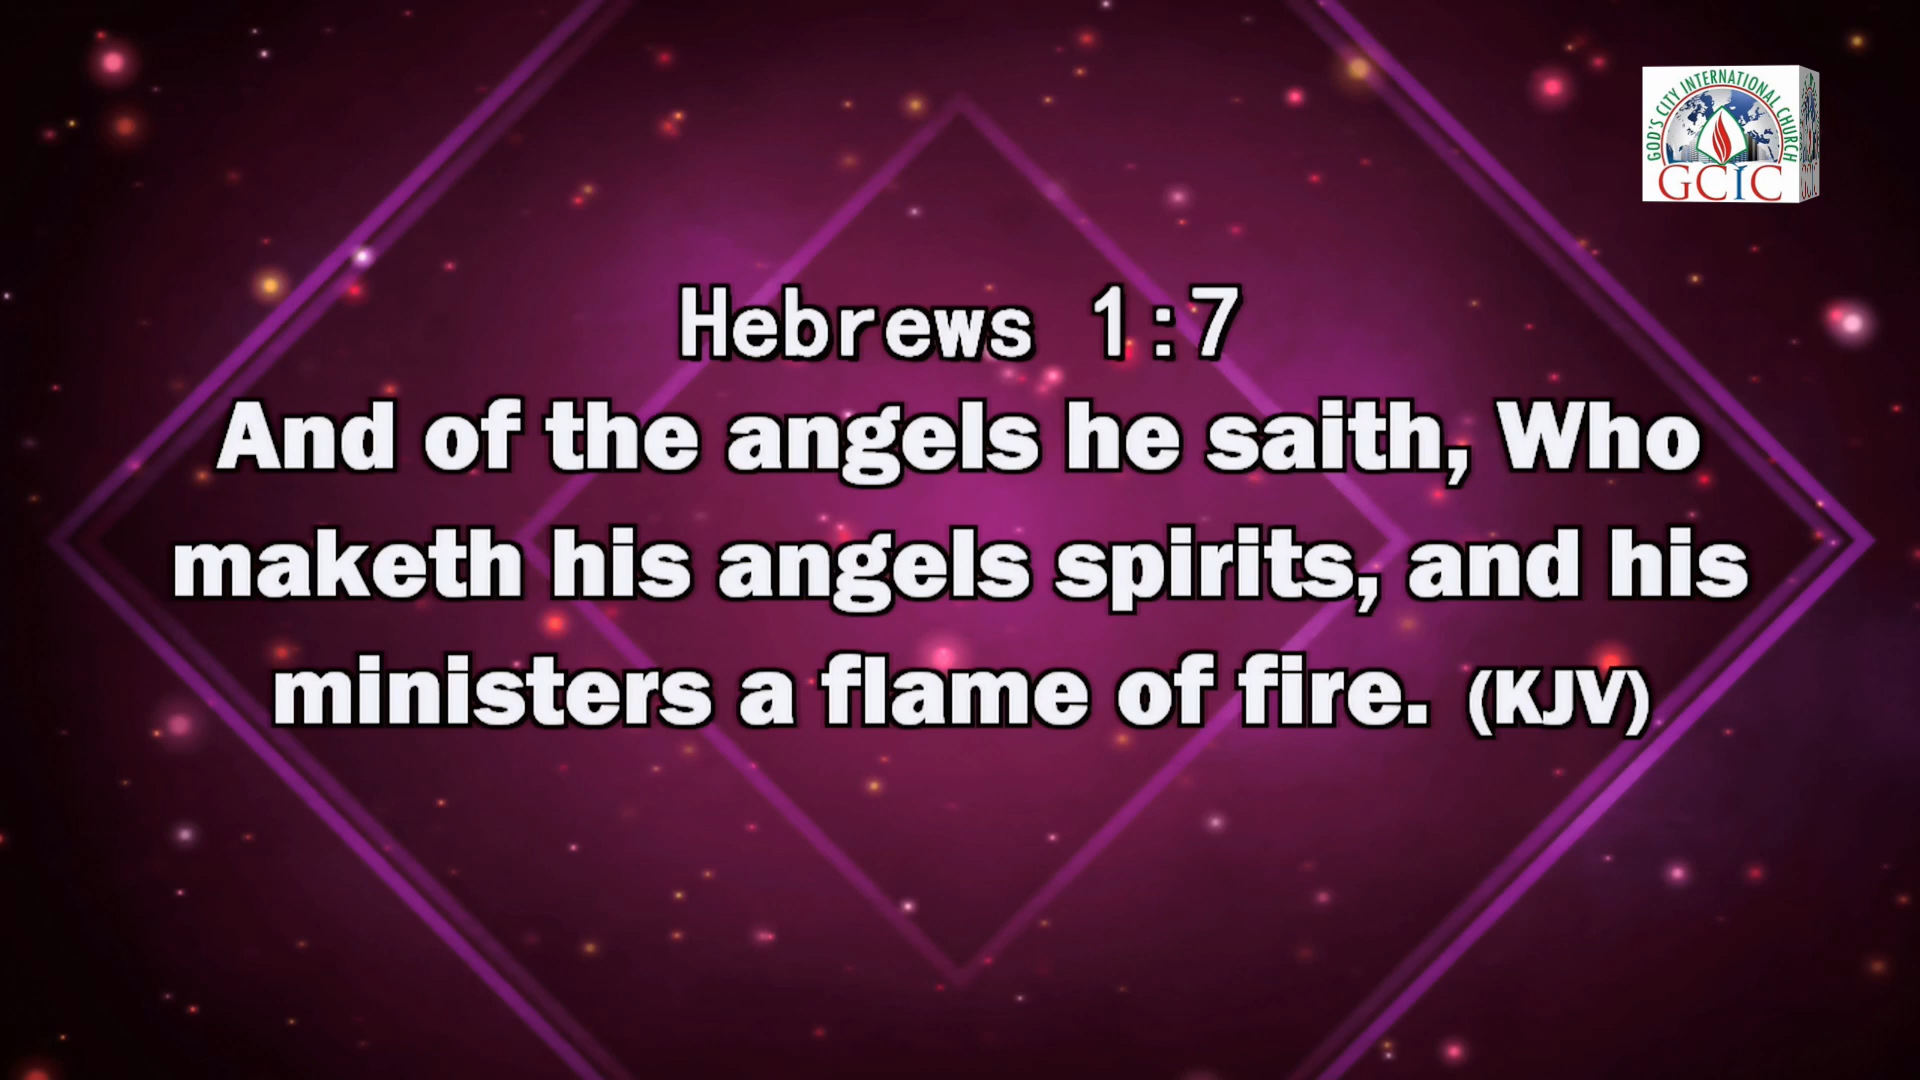 GOD'S CITY INTERNATIONAL CHURCH
GCIC
Hebrews 1:7
And of the angels he saith, Who
maketh his angels spirits, and his
ministers a flame of fire. (KJV)